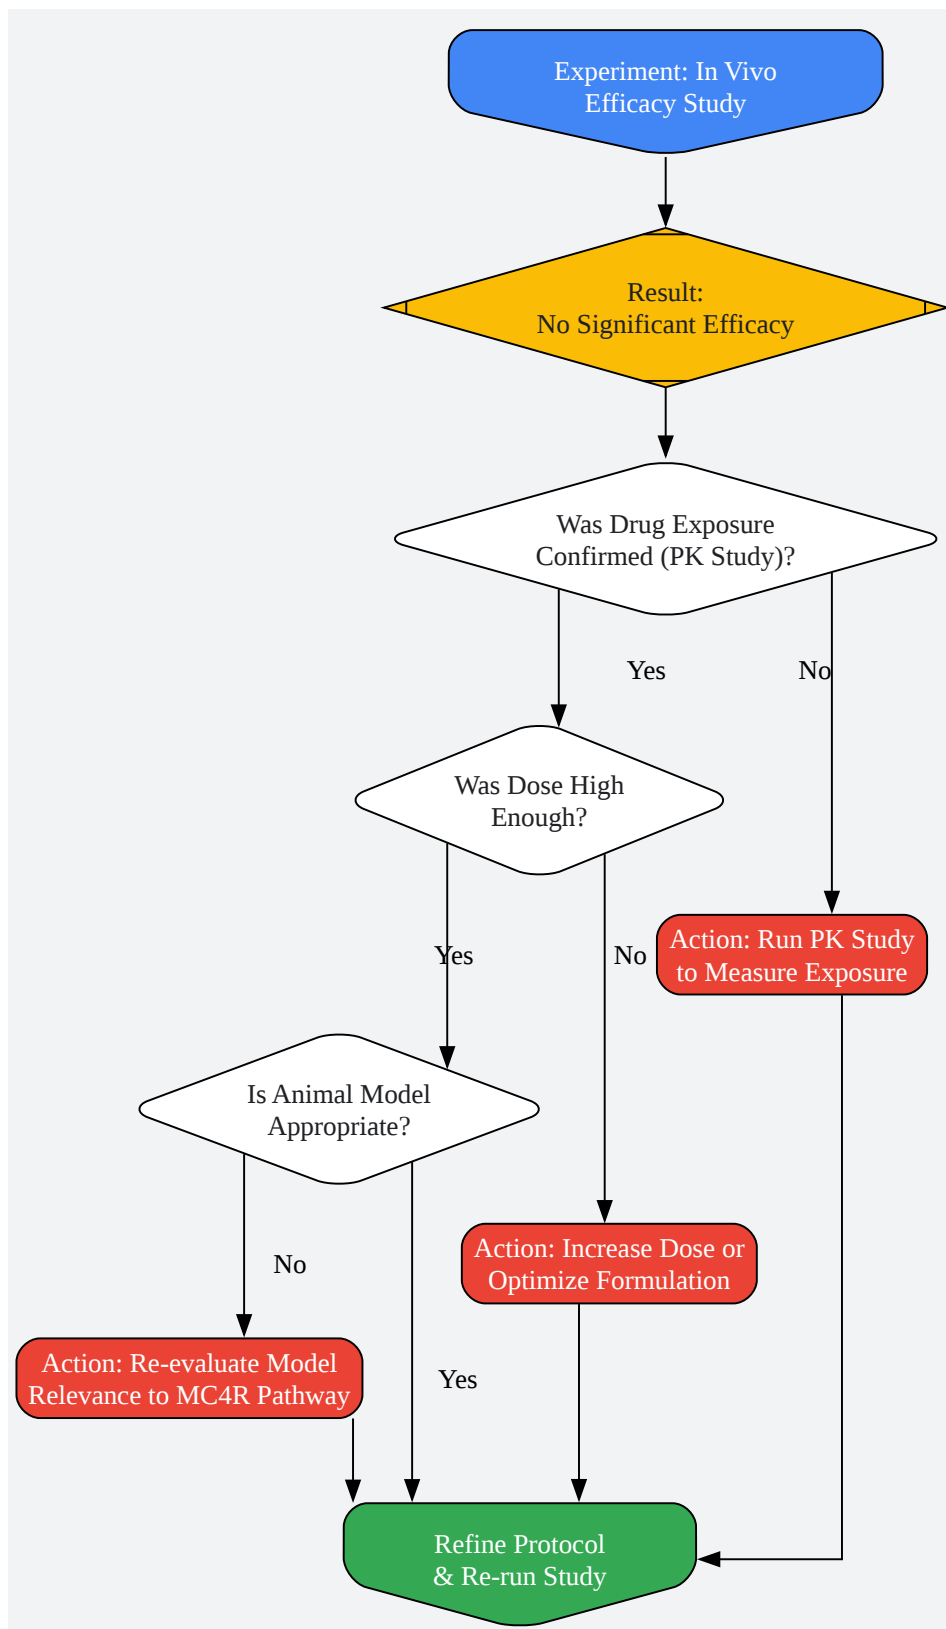 Experiment: In Vivo
Efficacy Study
Result:
No Significant Efficacy
Was Drug Exposure
Confirmed (PK Study)?
Yes
No
Was Dose High
Enough?
Yes
No
Action: Run PK Study
to Measure Exposure
Is Animal Model
Appropriate?
No
Action: Increase Dose or
Optimize Formulation
Action: Re-evaluate Model
Relevance to MC4R Pathway
Yes
Refine Protocol
& Re-run Study